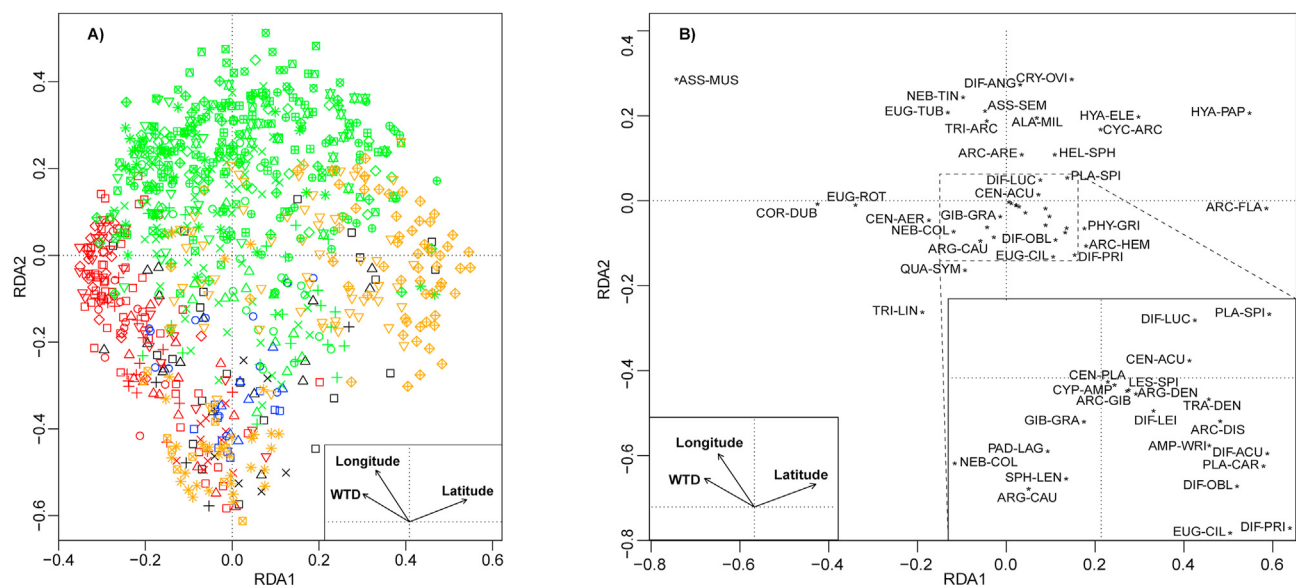 A)
0.4
0.2
0.0
−0.2
−0.4
−0.6
RDA2
−0.4
−0.2
0.0
0.2
0.4
0.6
RDA1
Longitude
WTD
Latitude
B)
0.4
0.2
0.0
−0.2
−0.4
−0.6
−0.8
RDA2
−0.8
−0.6
−0.4
−0.2
0.0
0.2
0.4
0.6
RDA1
ASS-MUS
DIF-ANG
CRY-OVI
NEB-TIN
EUG-TUB
ASS-SEM
TRI-ARC
ALA-MIL
HYA-ELE
CYC-ARC
HYA-PAP
ARC-ARE
HEL-SPH
DIF-LUC
PLA-SPI
CEN-ACU
EUG-ROT
COR-DUB
ARC-FLA
CEN-AER
GIB-GRA
NEB-COL
PHY-GRI
DIF-OBL
ARG-CAU
ARC-HEM
EUG-CIL
DIF-PRI
QUA-SYM
TRI-LIN
DIF-LUC
PLA-SPI
CEN-ACU
CEN-PLA
CYP-AMP
LES-SPI
ARG-DEN
ARC-GIB
TRA-DEN
GIB-GRA
DIF-LEI
ARC-DIS
PAD-LAG
AMP-WRI
DIF-ACU
NEB-COL
PLA-CAR
SPH-LEN
DIF-OBL
ARG-CAU
EUG-CIL
DIF-PRI
Longitude
WTD
Latitude